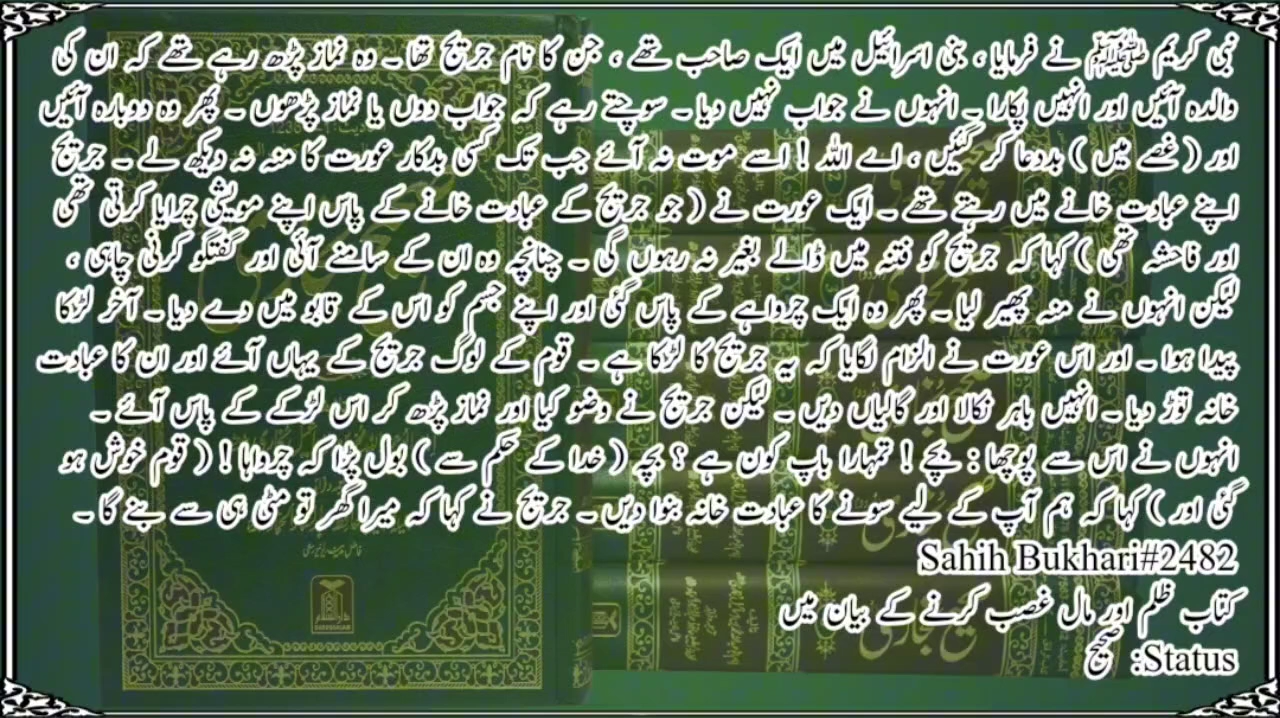 نبی کریم ﷺ نے فرمایا ، بنی اسرائیل میں ایک صاحب تھے ، جن کا نام جریج تھا ۔ وہ نماز پڑھ رہے تھے کہ ان کی
والدہ آئیں اور انہیں پکارا ۔ انہوں نے جواب نہیں دیا ۔ سوچتے رہے کہ جواب دوں یا نماز پڑھوں ۔ پھر وہ دوبارہ آئیں
اور ( غصے میں ) بددعا کر گئیں ، اے اللہ ! اسے موت نہ آئے جب تک کسی بدکار عورت کا منہ نہ دیکھ لے ۔ جریج
اپنے عبادت خانے میں رہتے تھے ۔ ایک عورت نے ( جو جریج کے عبادت خانے کے پاس اپنے مویشی چرایا کرتی تھی
اور فاحشہ تھی ) کہا کہ جریج کو فتنہ میں ڈالے بغیر نہ رہوں گی ۔ چنانچہ وہ ان کے سامنے آئی اور گفتگو کرنی چاہی ،
لیکن انہوں نے منہ پھیر لیا ۔ پھر وہ ایک چرواہے کے پاس گئی اور اپنے جسم کو اس کے قابو میں دے دیا ۔ آخر لڑکا
پیدا ہوا ۔ اور اس عورت نے الزام لگایا کہ یہ جریج کا لڑکا ہے ۔ قوم کے لوگ جریج کے یہاں آئے اور ان کا عبادت
خانہ توڑ دیا ۔ انہیں باہر نکالا اور گالیاں دیں ۔ لیکن جریج نے وضو کیا اور نماز پڑھ کر اس لڑکے کے پاس آئے ۔
انہوں نے اس سے پوچھا : بچے ! تمہارا باپ کون ہے ؟ بچہ ( خدا کے حکم سے ) بول پڑا کہ چرواہا ! ( قوم خوش ہو
گئی اور ) کہا کہ ہم آپ کے لیے سونے کا عبادت خانہ بنوا دیں ۔ جریج نے کہا کہ میرا گھر تو مٹی ہی سے بنے گا ۔
Sahih Bukhari#2482
کتاب ظلم اور مال غصب کرنے کے بیان میں
Status: صحیح
دارالسلام
DARUSSALAM
صحیح بخاری